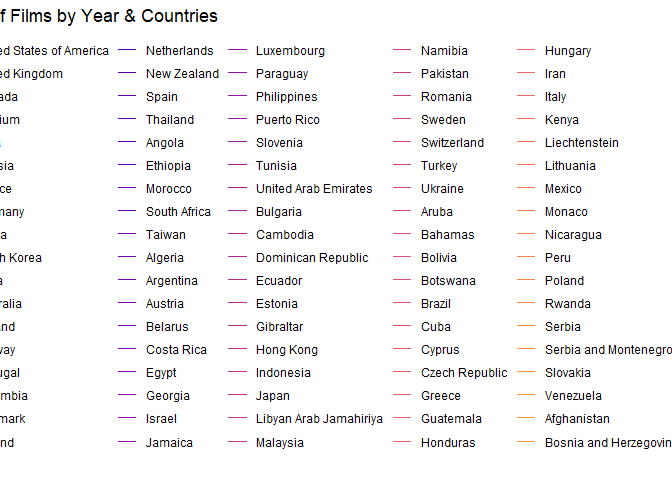 f Films by Year & Countries
ed States of America Netherlands Luxembourg Namibia Hungary
ed Kingdom New Zealand Paraguay Pakistan Iran
ada Spain Philippines Romania Italy
ium Thailand Puerto Rico Sweden Kenya
Angola Slovenia Switzerland Liechtenstein
sia Ethiopia Tunisia Turkey Lithuania
ce Morocco United Arab Emirates Ukraine Mexico
many South Africa Bulgaria Aruba Monaco
a Taiwan Cambodia Bahamas Nicaragua
h Korea Algeria Dominican Republic Bolivia Peru
a Argentina Ecuador Botswana Poland
ralia Austria Estonia Brazil Rwanda
and Belarus Gibraltar Cuba Serbia
way Costa Rica Hong Kong Cyprus Serbia and Montenegro
ugal Egypt Indonesia Czech Republic Slovakia
mbia Georgia Japan Greece Venezuela
mark Israel Libyan Arab Jamahiriya Guatemala Afghanistan
nd Jamaica Malaysia Honduras Bosnia and Herzegovin